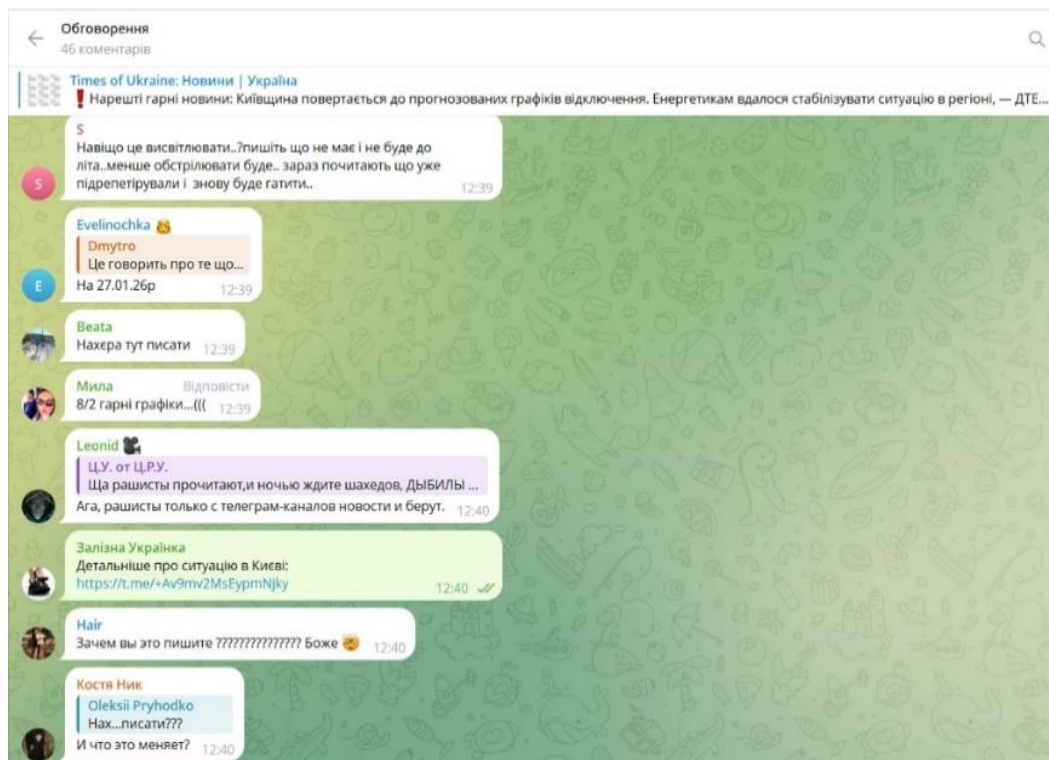 Обговорення
46 коментарів
Times of Ukraine: Новини | Україна
❗Нарешті гарні новини: Київщина повертається до прогнозованих графіків відключення. Енергетикам вдалося стабілізувати ситуацію в регіоні, — ДТЕ...
S
Навіщо це висвітлювати..?пишіть що не має і не буде до
літа..менше обстрілювати буде.. зараз почитають що уже
підрепетірували і знову буде гатити..
12:39
S
Evelinochka
Dmytro
Це говорить про те що...
На 27.01.26р 12:39
E
Beata
Нахєра тут писати 12:39
Мила Відповісти
8/2 гарні графіки...((( 12:39
Leonid
Ц.У. от Ц.Р.У.
Ща рашисты прочитают,и ночью ждите шахедов, ДЫБИЛЫ ...
Ага, рашисты только с телеграм-каналов новости и берут. 12:40
Залізна Українка
Детальніше про ситуацію в Києві:
https://t.me/+Av9mv2MsEypmNjky
12:40
Hair
Зачем вы это пишите ??????????????? Боже 🤯 12:40
Костя Ник
Oleksii Pryhodko
Нах...писати???
И что это меняет? 12:40